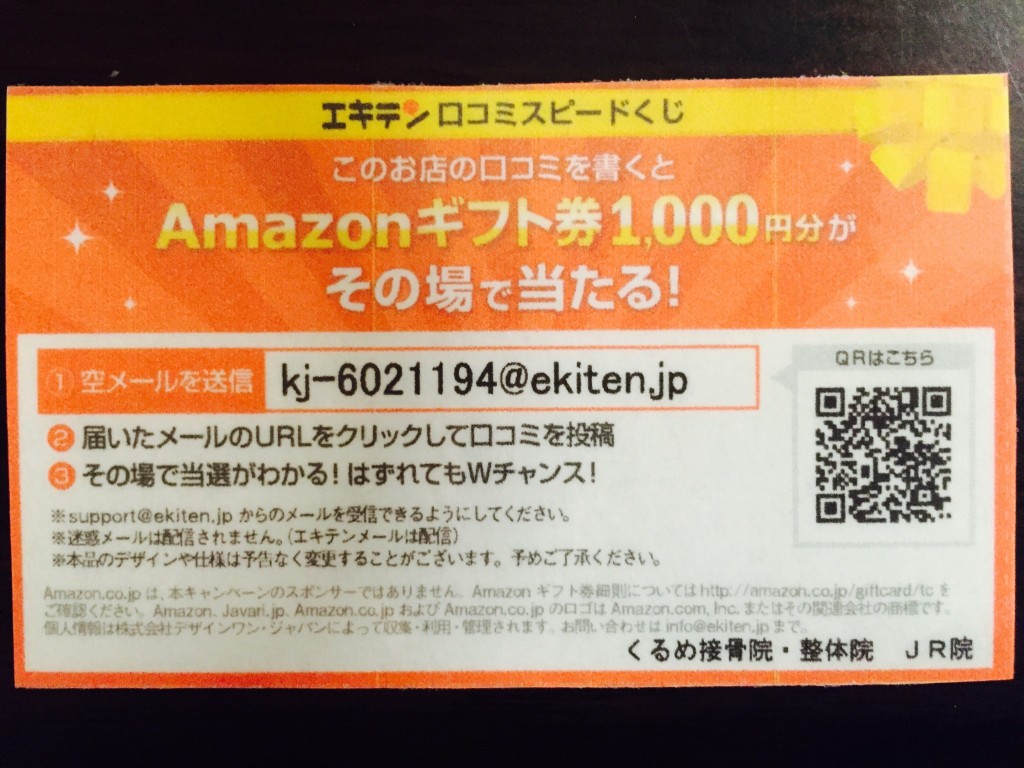 エキテン口コミスピードくじ
このお店の口コミを書くと
Amazonギフト券1,000円分が
その場で当たる!
① 空メールを送信 kj-6021194@ekiten.jp
QRはこちら
② 届いたメールのURLをクリックして口コミを投稿
③ その場で当選がわかる! はずれてもWチャンス!
※support@ekiten.jp からのメールを受信できるようにしてください。
※迷惑メールは配信されません。(エキテンメールは配信)
※本品のデザインや仕様は予告なく変更することがございます。予めご了承ください。
Amazon.co.jp は、本キャンペーンのスポンサーではありません。Amazon ギフト券細則についてはhttp://amazon.co.jp/giftcard/tc を
ご確認ください。Amazon、Javari.jp、Amazon.co.jp および Amazon.co.jp のロゴは Amazon.com, Inc. またはその関連会社の商標です。
個人情報は株式会社デザインワン・ジャパンによって収集・利用・管理されます。お問い合わせは info@ekiten.jp まで。
くるめ接骨院・整体院 JR院